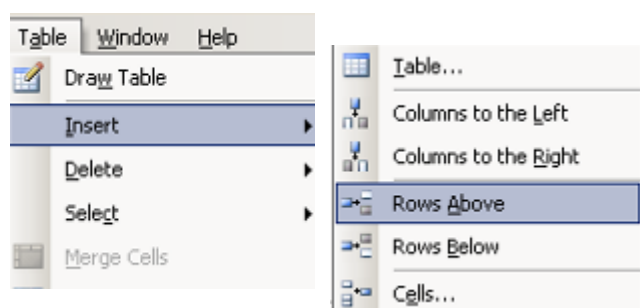 Table Window Help
Draw Table
Insert
Delete
Select
Merge Cells
Table...
Columns to the Left
Columns to the Right
Rows Above
Rows Below
Cells...